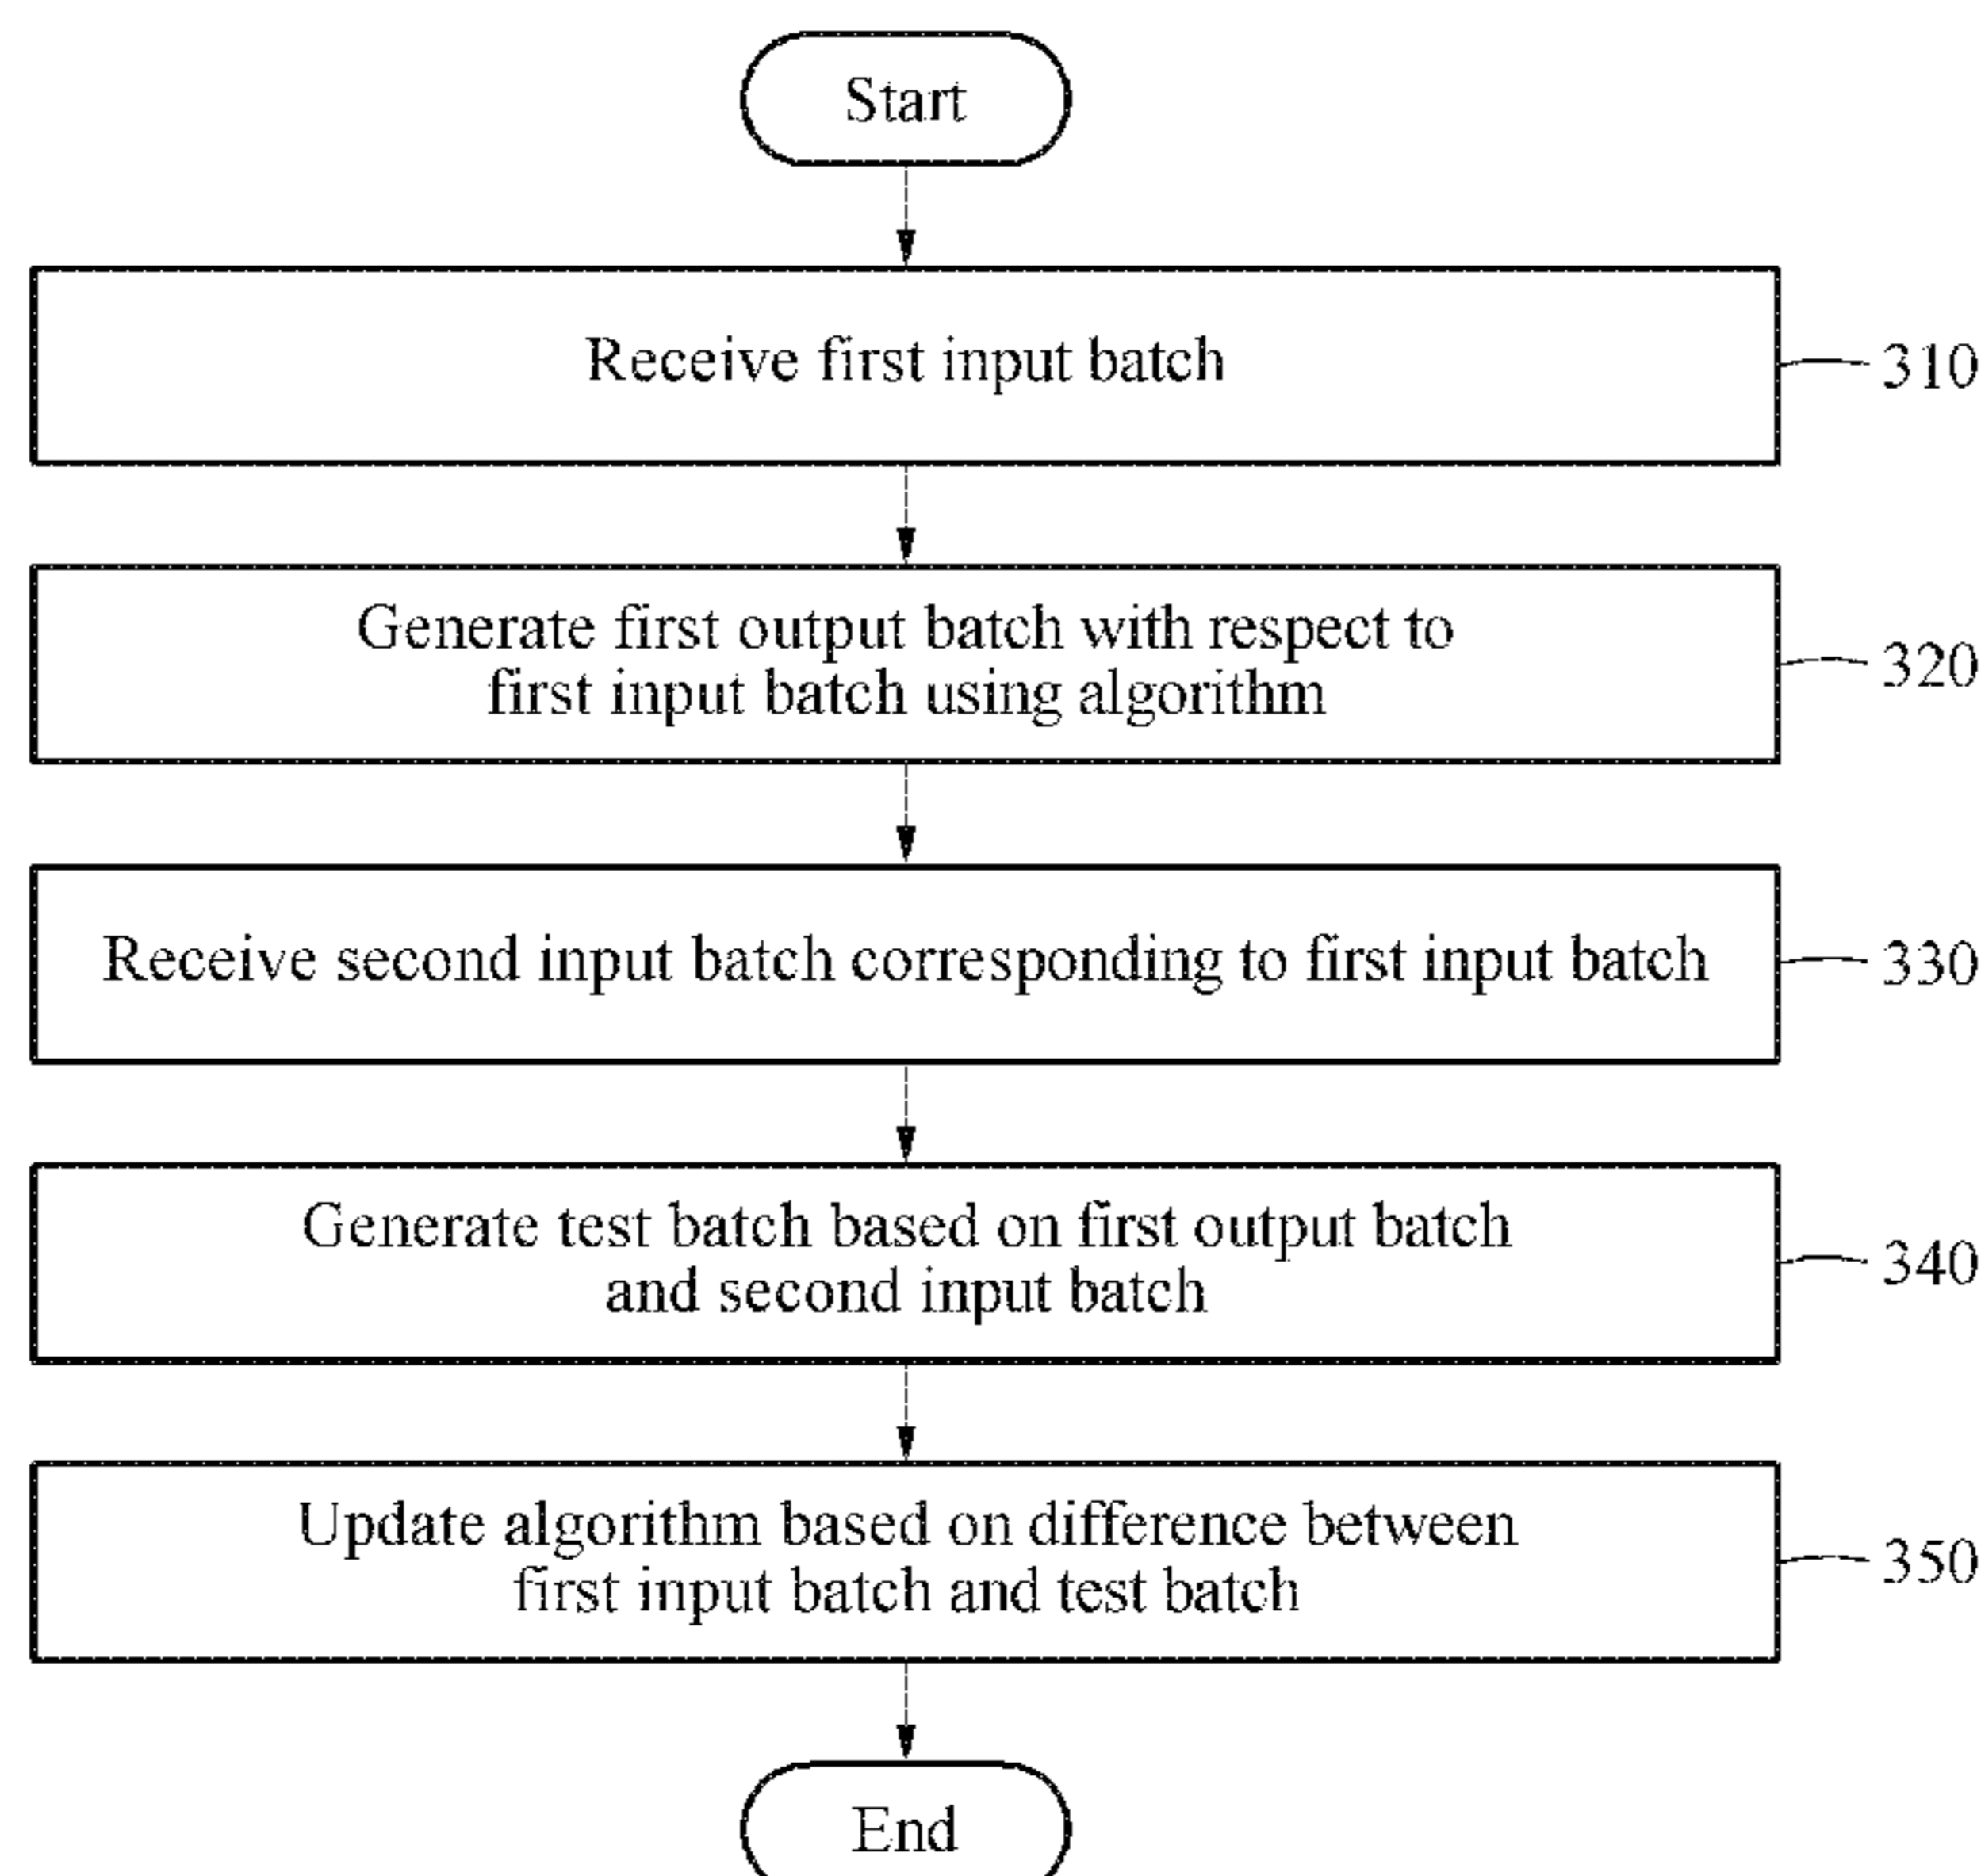 Start
Receive first input batch
310
Generate first output batch with respect to
first input batch using algorithm
320
Receive second input batch corresponding to first input batch
330
Generate test batch based on first output batch
and second input batch
340
Update algorithm based on difference between
first input batch and test batch
350
End